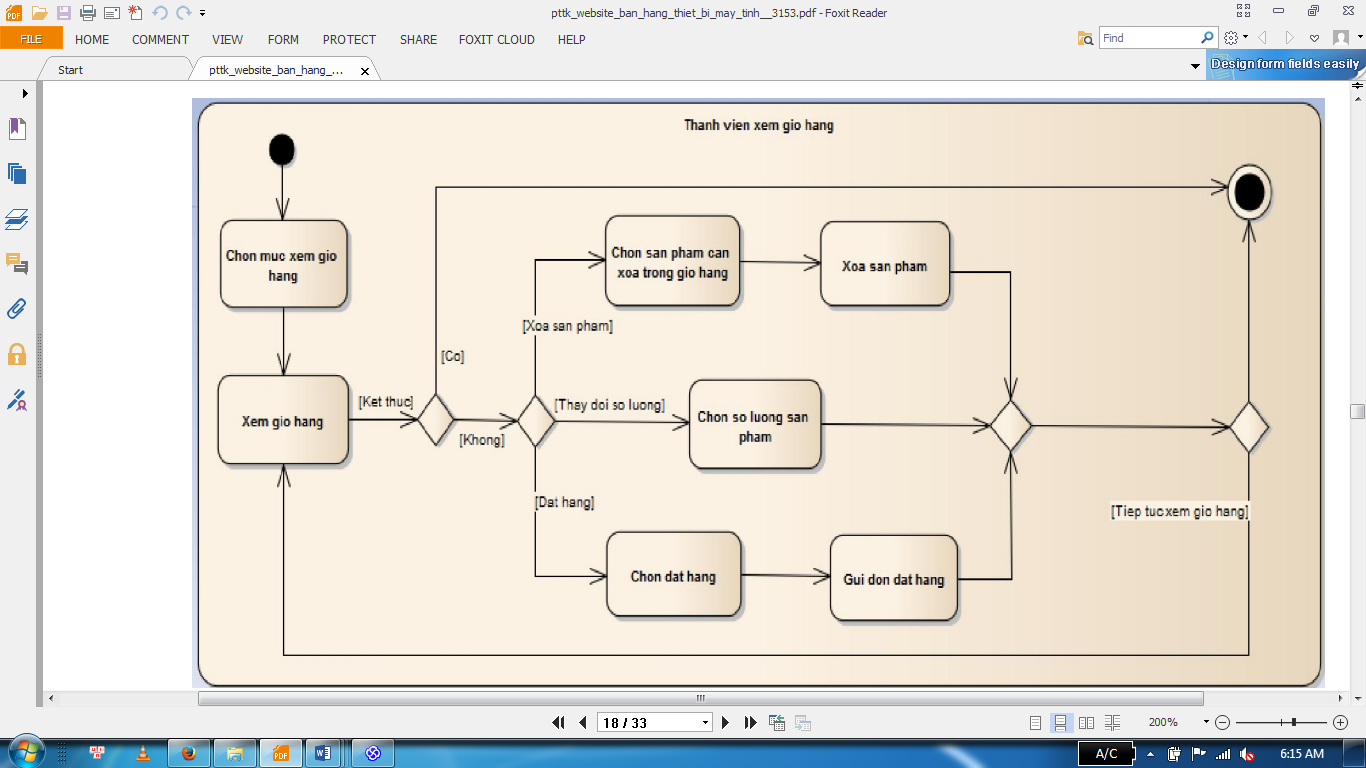 pttk_website_ban_hang_thiet_bi_may_tinh__3153.pdf - Foxit Reader
FILE HOME COMMENT VIEW FORM PROTECT SHARE FOXIT CLOUD HELP
Find
Start
pttk_website_ban_hang_...
Design form fields easily
Thanh vien xem gio hang
Chon muc xem gio
hang
Chon san pham can
xoa trong gio hang
Xoa san pham
[Xoa san pham]
[Co]
Xem gio hang
[Ket thuc]
[Khong]
[Thay doi so luong]
Chon so luong san
pham
[Dat hang]
[Tiep tuc xem gio hang]
Chon dat hang
Gui don dat hang
18 / 33
200%
PDF
W
A/C
6:15 AM